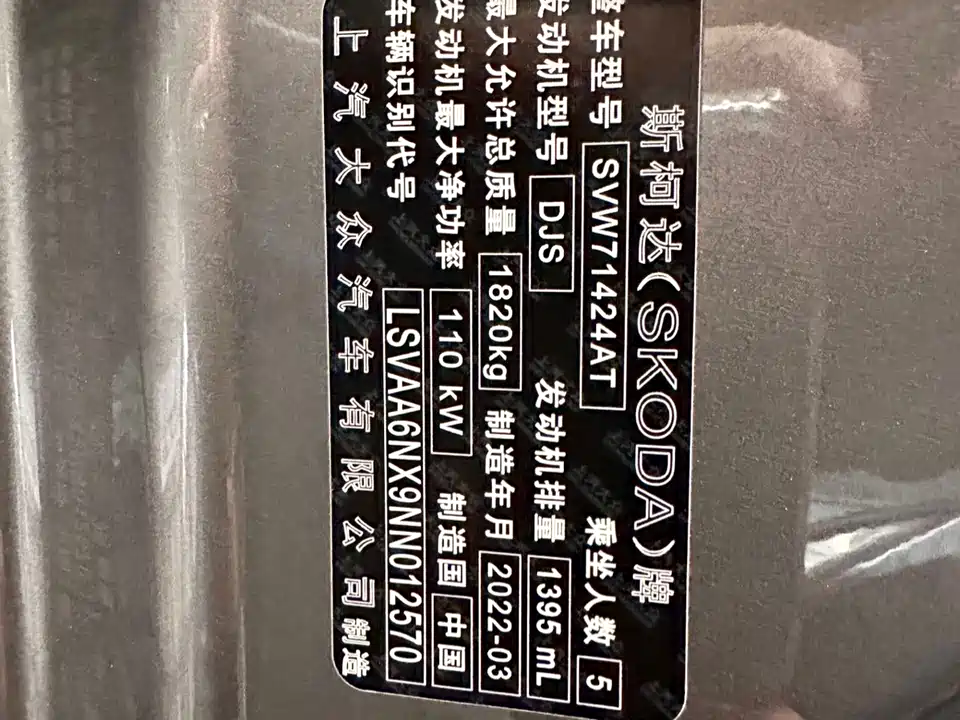 斯柯达(SKODA)牌
整车型号 SVW71424AT 乘坐人数 5
发动机型号 DJS 发动机排量 1395 mL
最大允许总质量 1820kg 制造年月 2022-03
发动机最大净功率 110 kW 制造国 中国
车辆识别代号 LSVAA6NX9NN012570
上汽大众汽车有限公司制造